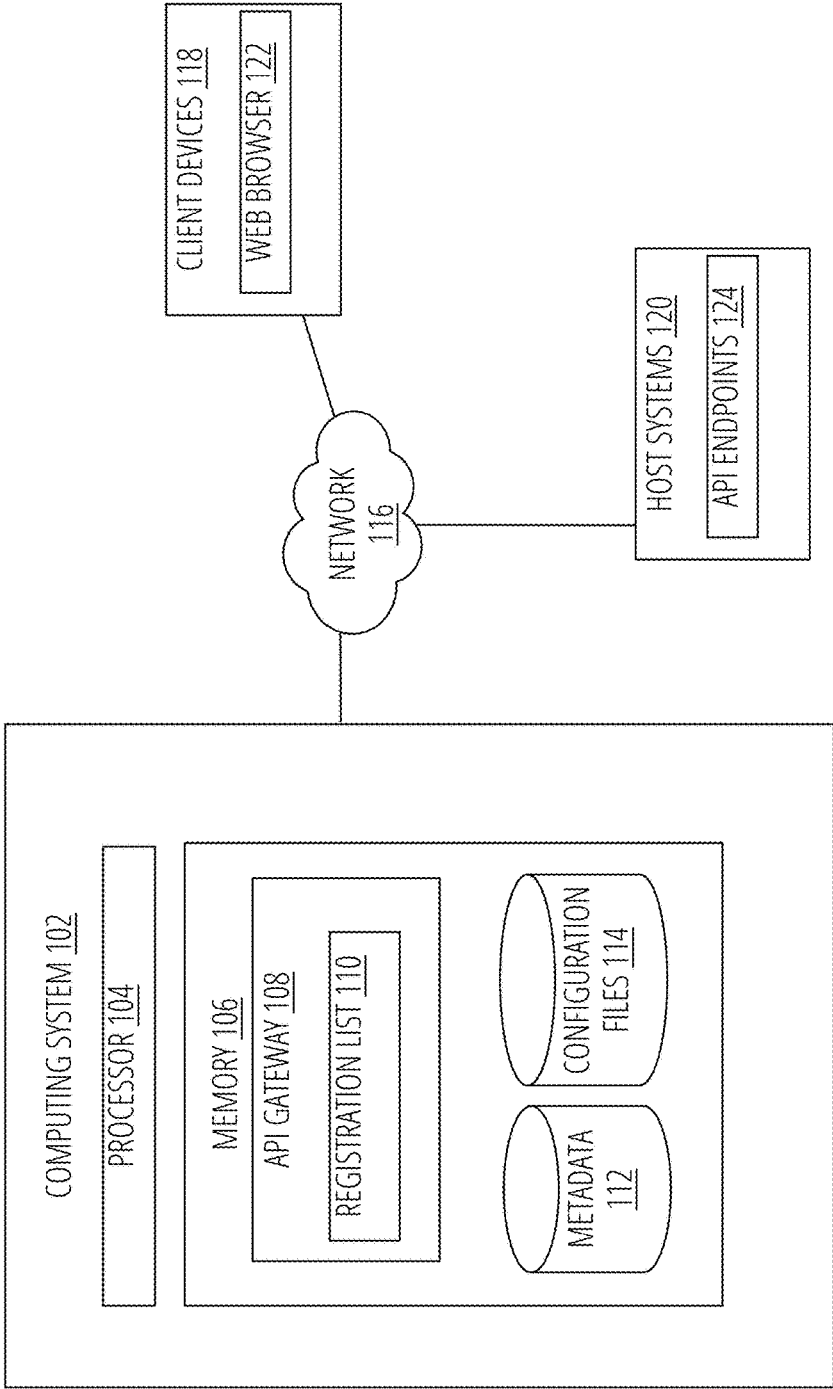 COMPUTING SYSTEM 102
PROCESSOR 104
MEMORY 106
API GATEWAY 108
REGISTRATION LIST 110
METADATA
112
CONFIGURATION
FILES 114
NETWORK
116
CLIENT DEVICES 118
WEB BROWSER 122
HOST SYSTEMS 120
API ENDPOINTS 124